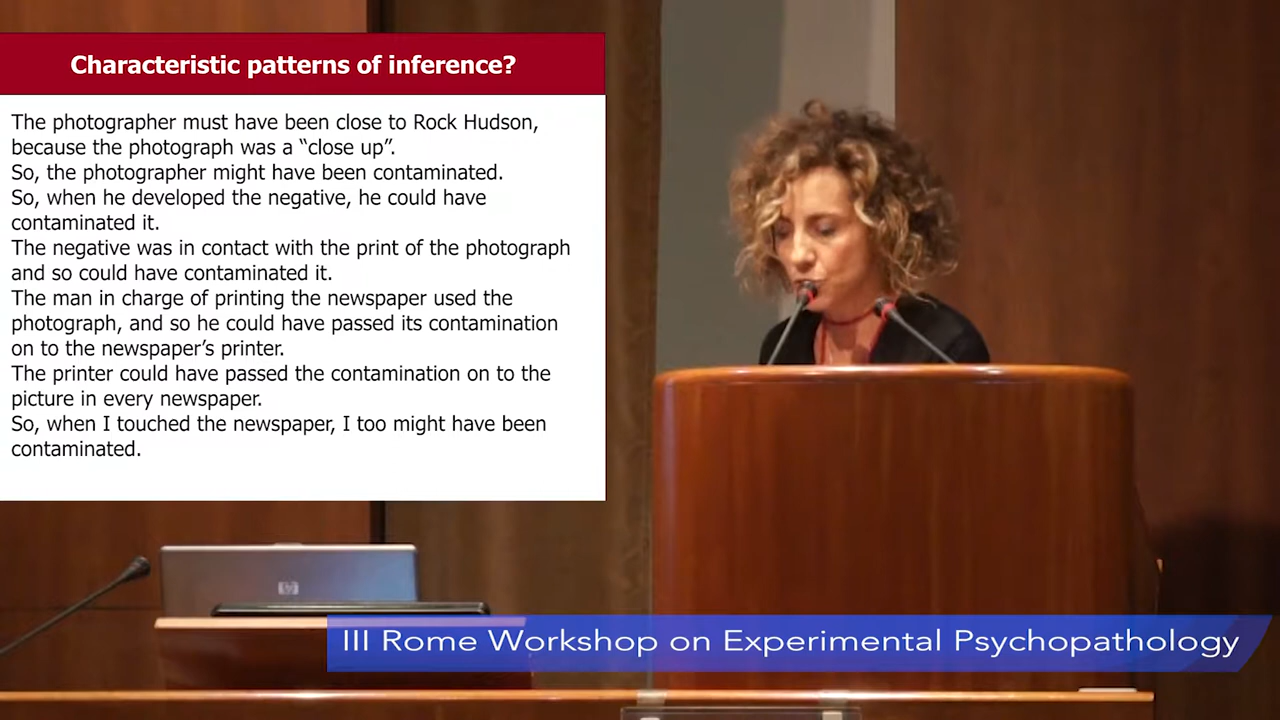 Characteristic patterns of inference?
The photographer must have been close to Rock Hudson,
because the photograph was a “close up”.
So, the photographer might have been contaminated.
So, when he developed the negative, he could have
contaminated it.
The negative was in contact with the print of the photograph
and so could have contaminated it.
The man in charge of printing the newspaper used the
photograph, and so he could have passed its contamination
on to the newspaper’s printer.
The printer could have passed the contamination on to the
picture in every newspaper.
So, when I touched the newspaper, I too might have been
contaminated.
hp
III Rome Workshop on Experimental Psychopathology